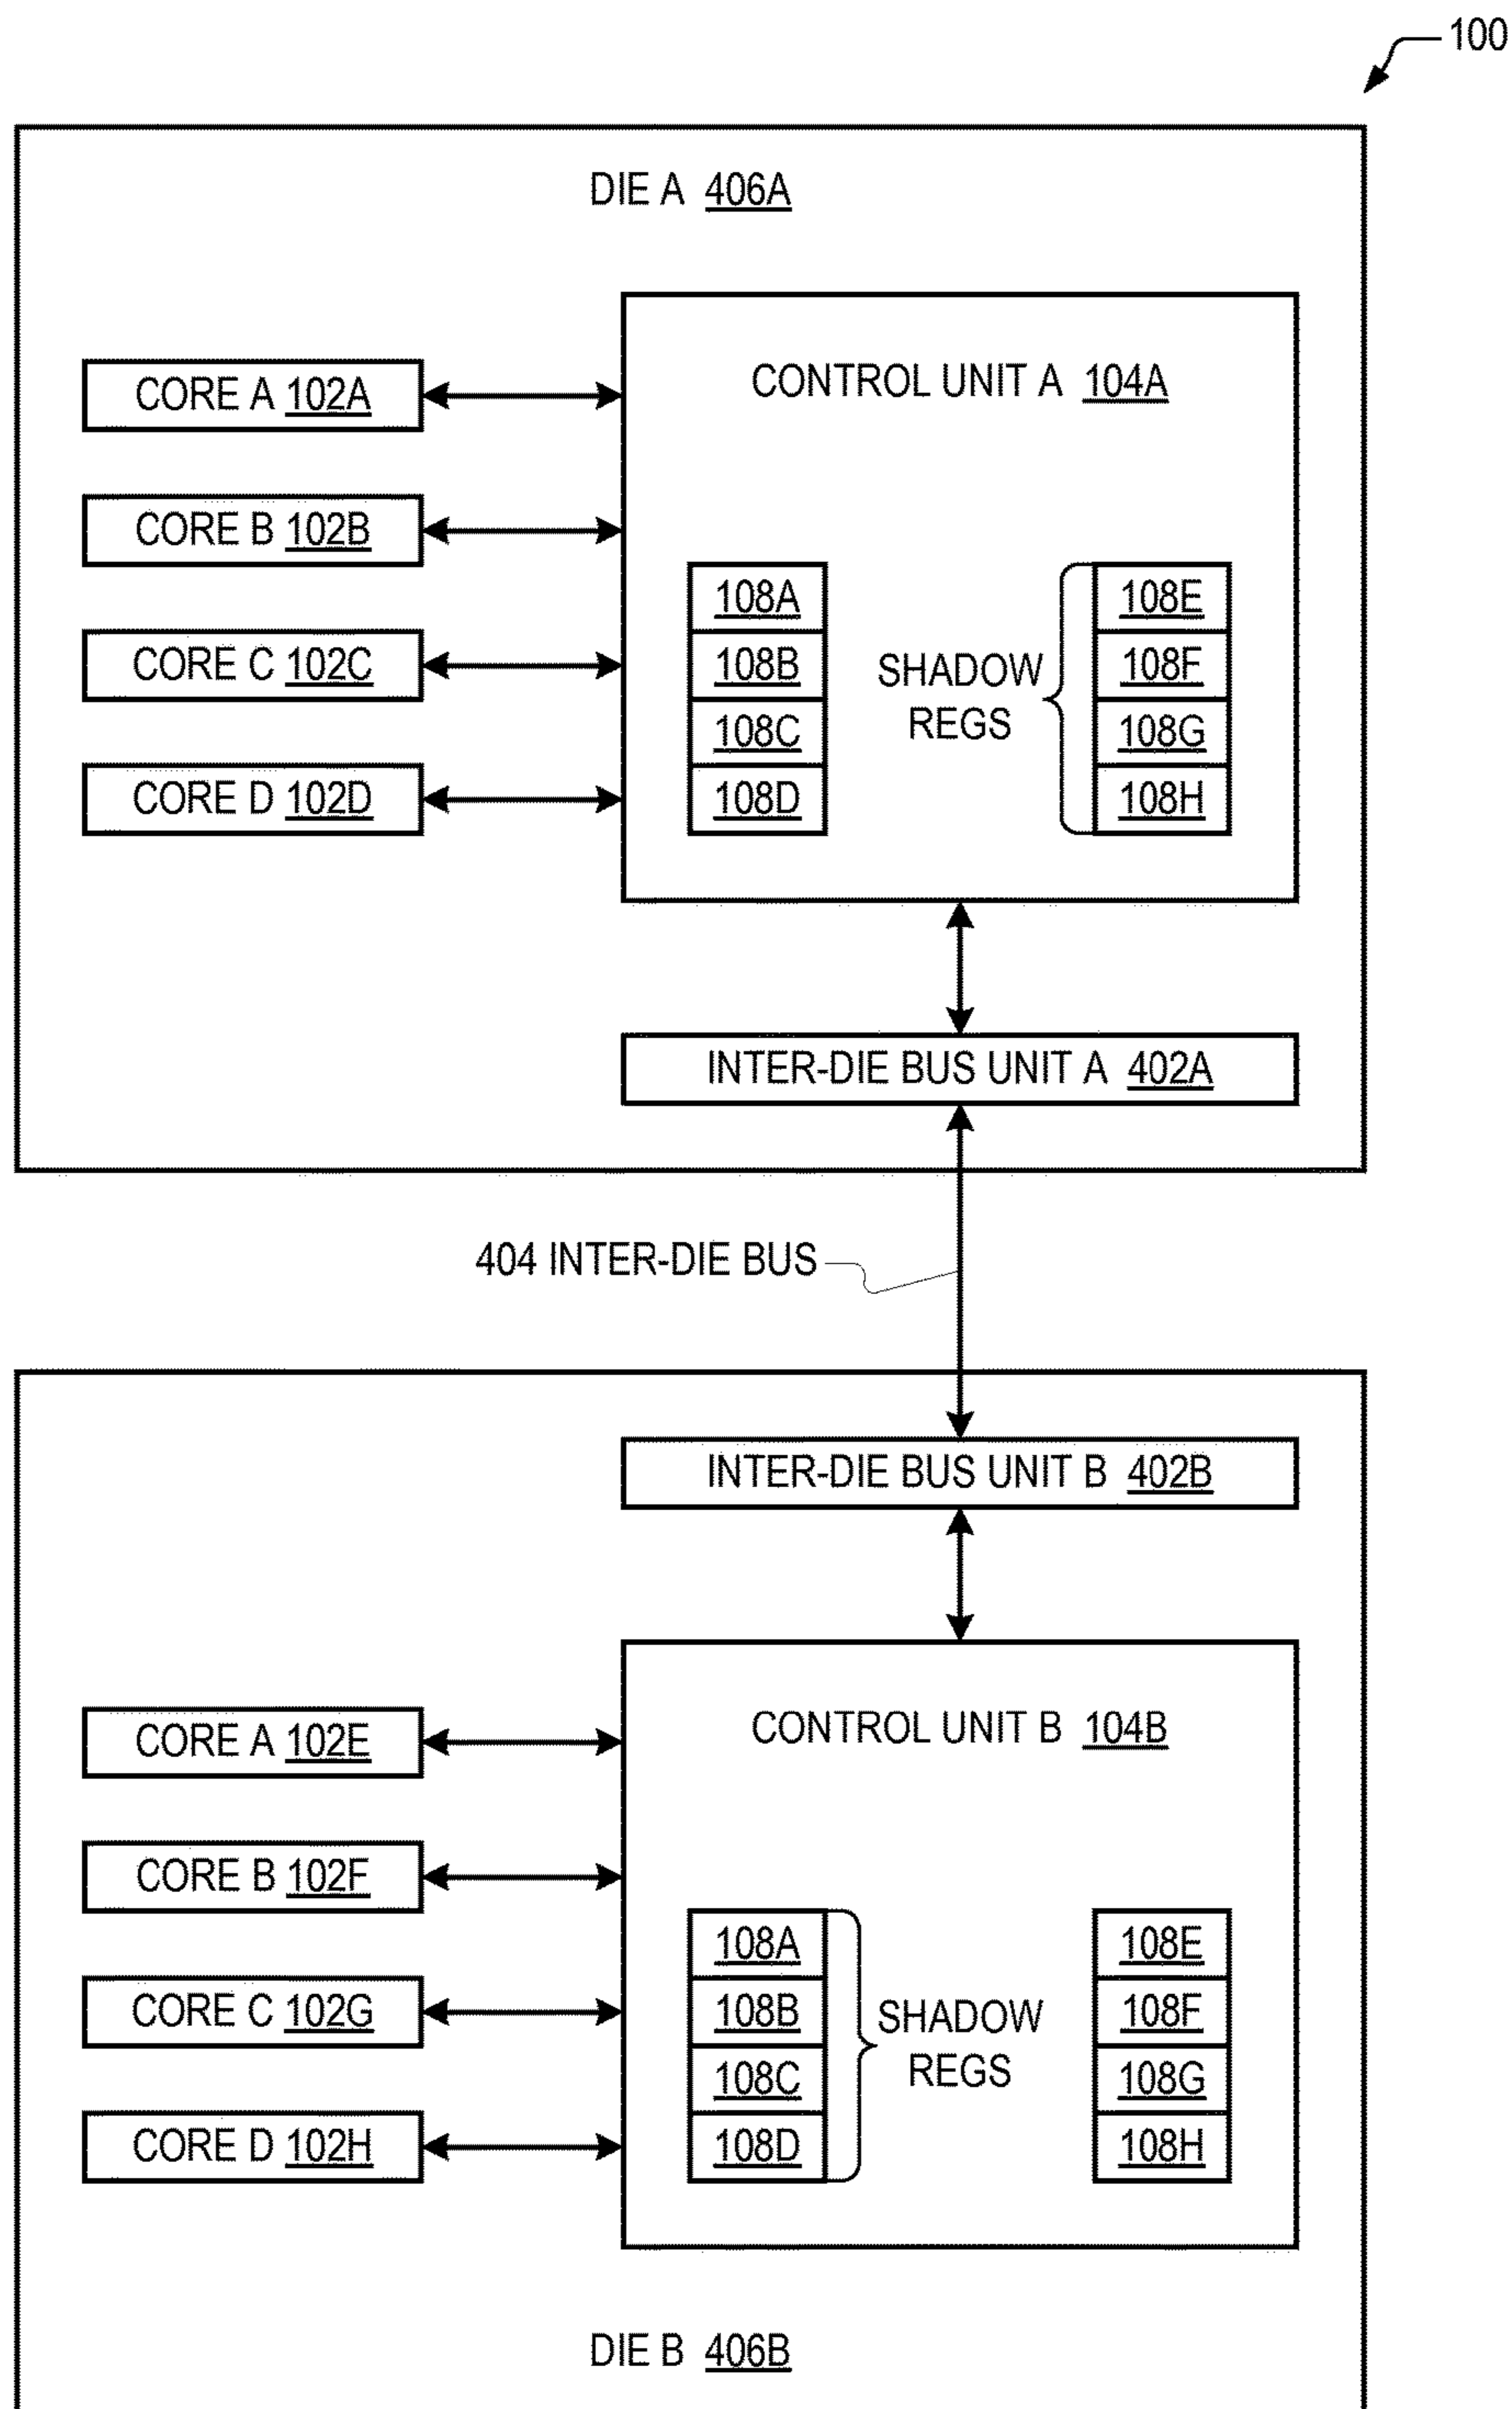 100
DIE A 406A
CONTROL UNIT A 104A
CORE A 102A
CORE B 102B
CORE C 102C
CORE D 102D
108A
108B
108C
108D
SHADOW
REGS
108E
108F
108G
108H
INTER-DIE BUS UNIT A 402A
404 INTER-DIE BUS
INTER-DIE BUS UNIT B 402B
CONTROL UNIT B 104B
CORE A 102E
CORE B 102F
CORE C 102G
CORE D 102H
108A
108B
108C
108D
SHADOW
REGS
108E
108F
108G
108H
DIE B 406B